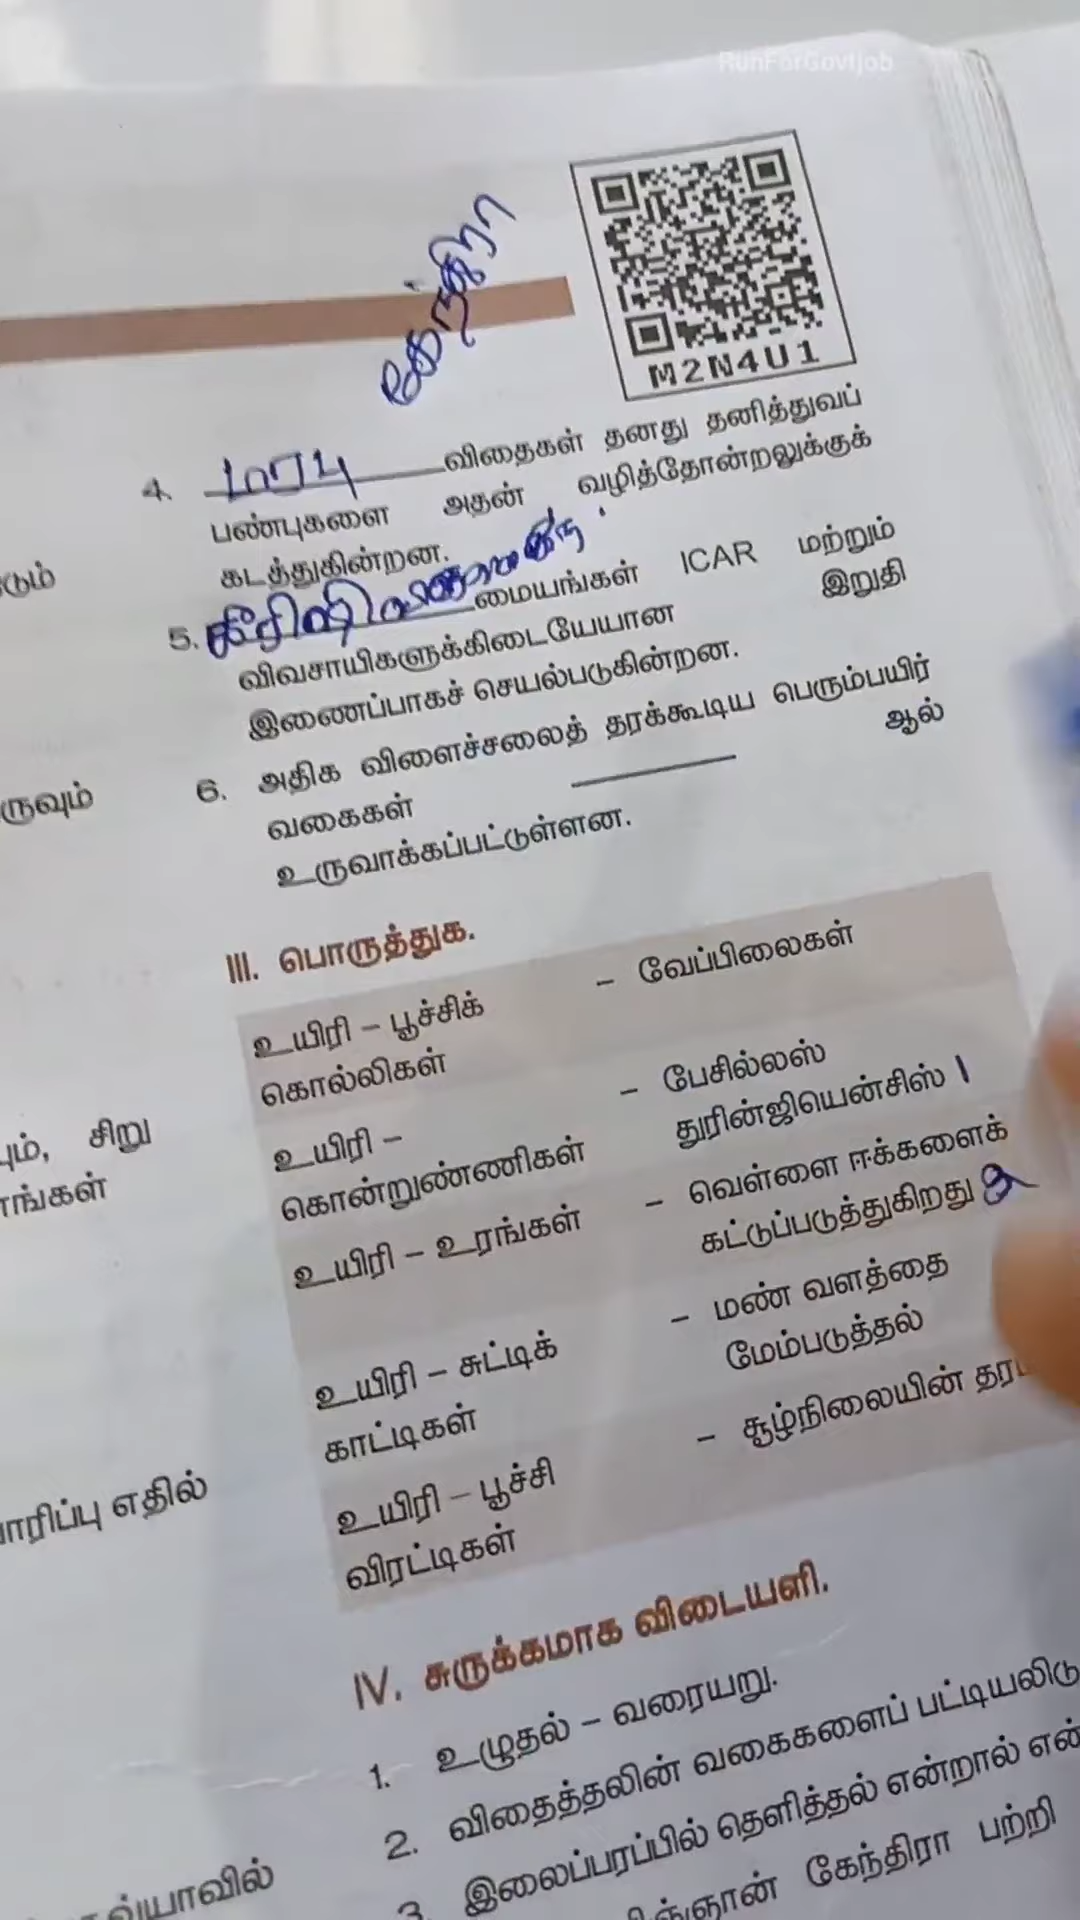 RunForGovtjob
கேந்திரா
M2N4U1
4. மரபு விதைகள் தனது தனித்துவப்
பண்புகளை அதன் வழித்தோன்றலுக்குக்
கடத்துகின்றன.
5. மையங்கள் ICAR மற்றும் இறுதி
விவசாயிகளுக்கிடையேயான
இணைப்பாகச் செயல்படுகின்றன.
6. அதிக விளைச்சலைத் தரக்கூடிய பெரும்பயிர்
வகைகள் ________ ஆல்
உருவாக்கப்பட்டுள்ளன.
டும்
ருவும்
III. பொருத்துக.
உயிரி – பூச்சிக் – வேப்பிலைகள்
கொல்லிகள்
உயிரி – – பேசில்லஸ்
கொன்றுண்ணிகள் துரின்ஜியென்சிஸ் 1
உயிரி – உரங்கள் – வெள்ளை ஈக்களைக்
கட்டுப்படுத்துகிறது 2
உயிரி – சுட்டிக் – மண் வளத்தை
காட்டிகள் மேம்படுத்தல்
உயிரி – பூச்சி – சூழ்நிலையின்
விரட்டிகள்
சிறு
எதில்
IV. சுருக்கமாக விடையளி.
1. உழுதல் – வரையறு.
2. விதைத்தலின் வகைகளைப் பட்டியலிடு
3. இலைப்பரப்பில் தெளித்தல் என்றால் என்
கேந்திரா பற்றி